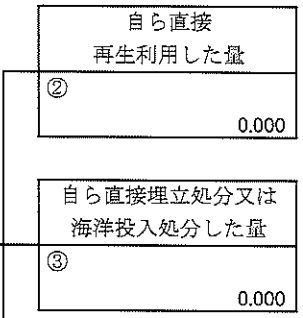 自ら直接
再生利用した量
②
0.000
自ら直接埋立処分又は
海洋投入処分した量
③
0.000